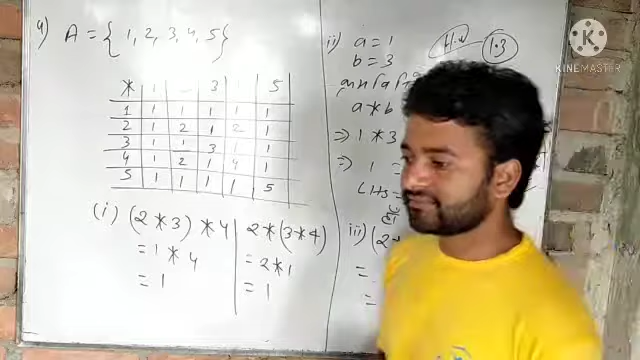 4) A = { 1, 2, 3, 4, 5 }
* 1 3 5
1 1 1 1 1 1
2 1 2 1 2 1
3 1 1 3 1 1
4 1 2 1 4 1
5 1 1 1 1 5
(i) (2 * 3) * 4
= 1 * 4
= 1
2 * (3 * 4)
= 2 * 1
= 1
ii) a = 1
b = 3
a * b
⇒ 1 * 3
⇒ 1
LHS =
iii) (2
=
=
H.W
1.3
Made with
KINEMASTER